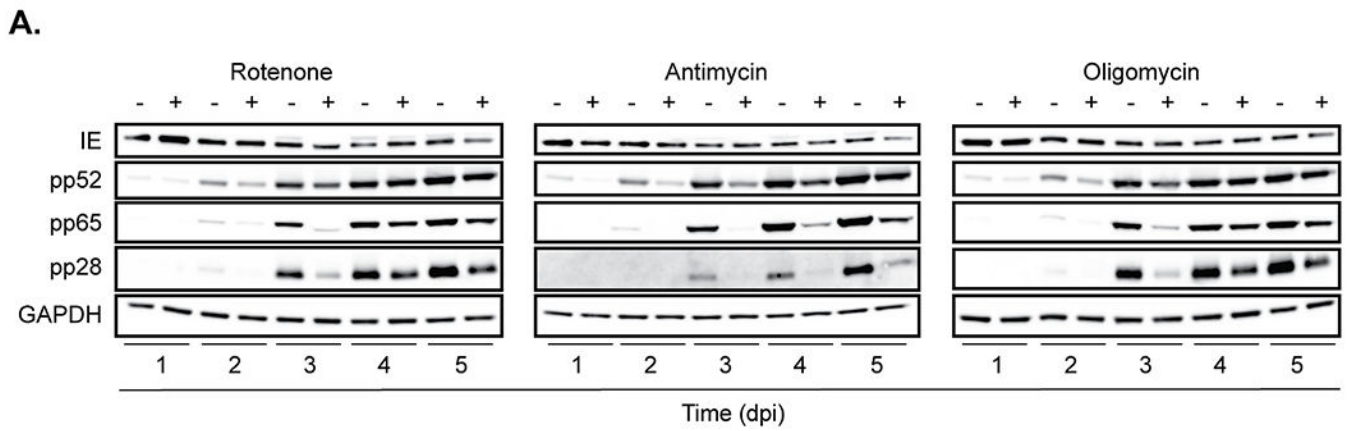 A.
Rotenone Antimycin Oligomycin
- + - + - + - + - + - + - + - + - + - + - + - + - + - + - +
IE
pp52
pp65
pp28
GAPDH
1 2 3 4 5 1 2 3 4 5 1 2 3 4 5
Time (dpi)